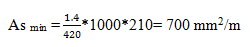 As min = 1.4/420 *1000*210= 700 mm²/m